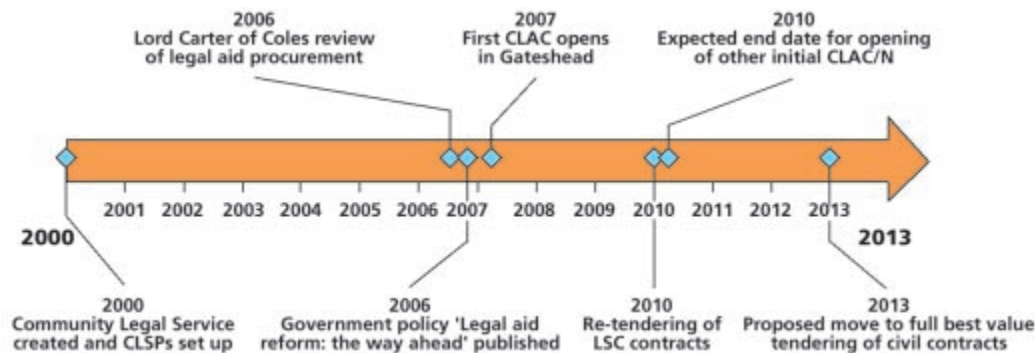 2006
Lord Carter of Coles review
of legal aid procurement
2007
First CLAC opens
in Gateshead
2010
Expected end date for opening
of other initial CLAC/N
2001 2002 2003 2004 2005 2006 2007 2008 2009 2010 2011 2012 2013
2000 2013
2000
Community Legal Service
created and CLSPs set up
2006
Government policy 'Legal aid
reform: the way ahead' published
2010
Re-tendering of
LSC contracts
2013
Proposed move to full best value
tendering of civil contracts